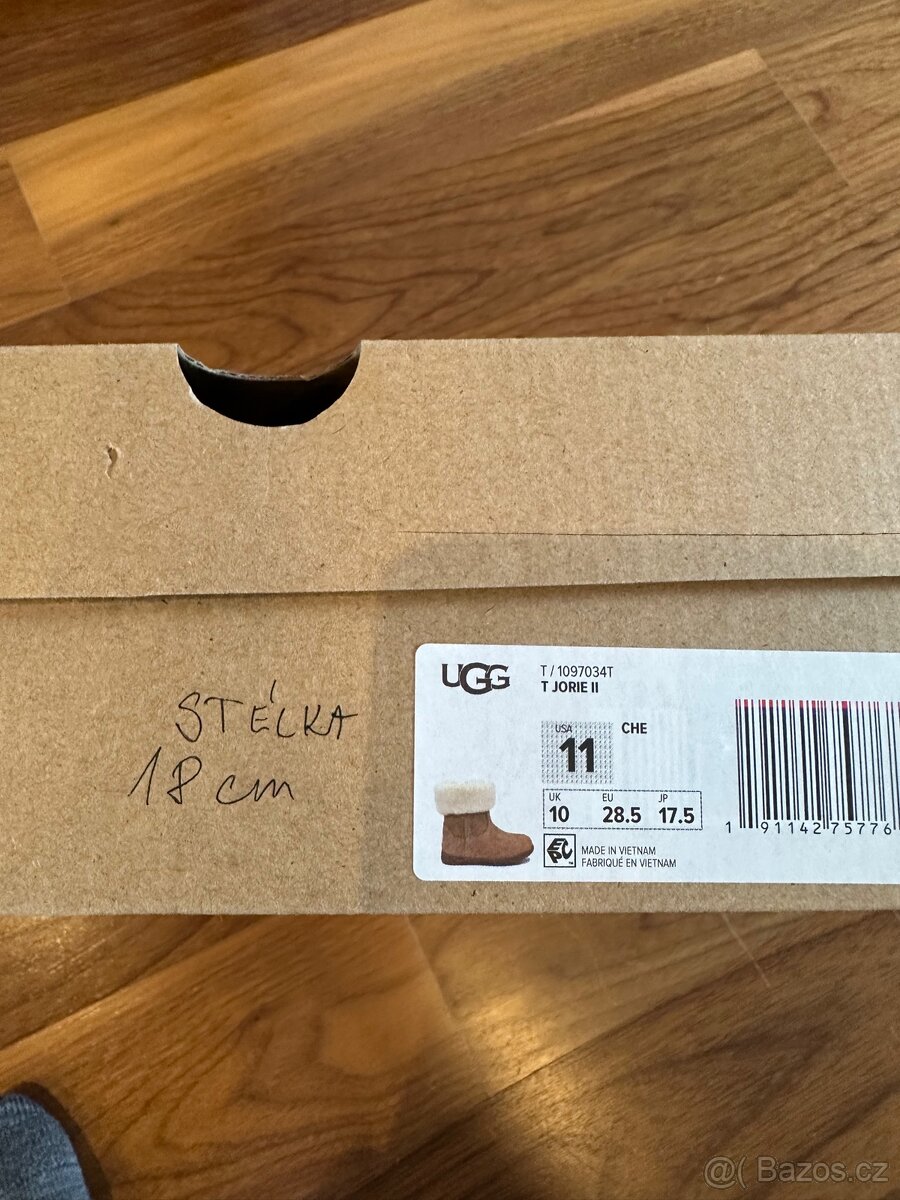 STÉLKA
18 cm
UGG
T / 1097034T
T JORIE II
USA
11
CHE
UK EU JP
10 28.5 17.5
EPC
MADE IN VIETNAM
FABRIQUÉ EN VIETNAM
1 91142 75776
@( Bazos.cz